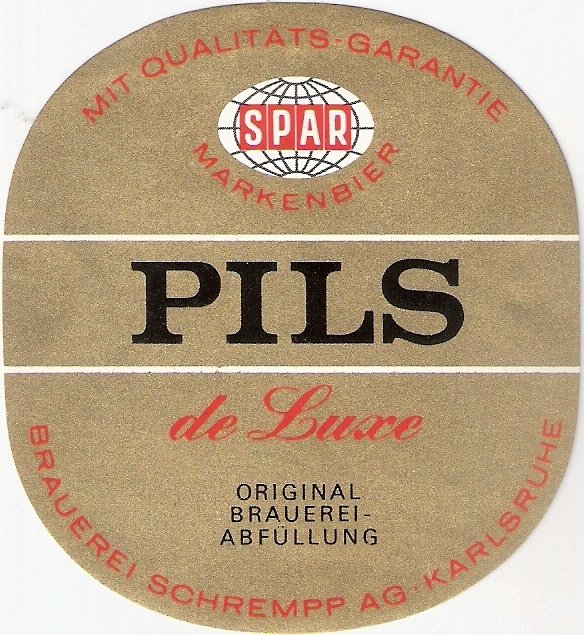 MIT QUALITÄTS-GARANTIE
SPAR
MARKENBIER
PILS
de Luxe
ORIGINAL
BRAUEREI-
ABFÜLLUNG
BRAUEREI SCHREMPP AG · KARLSRUHE